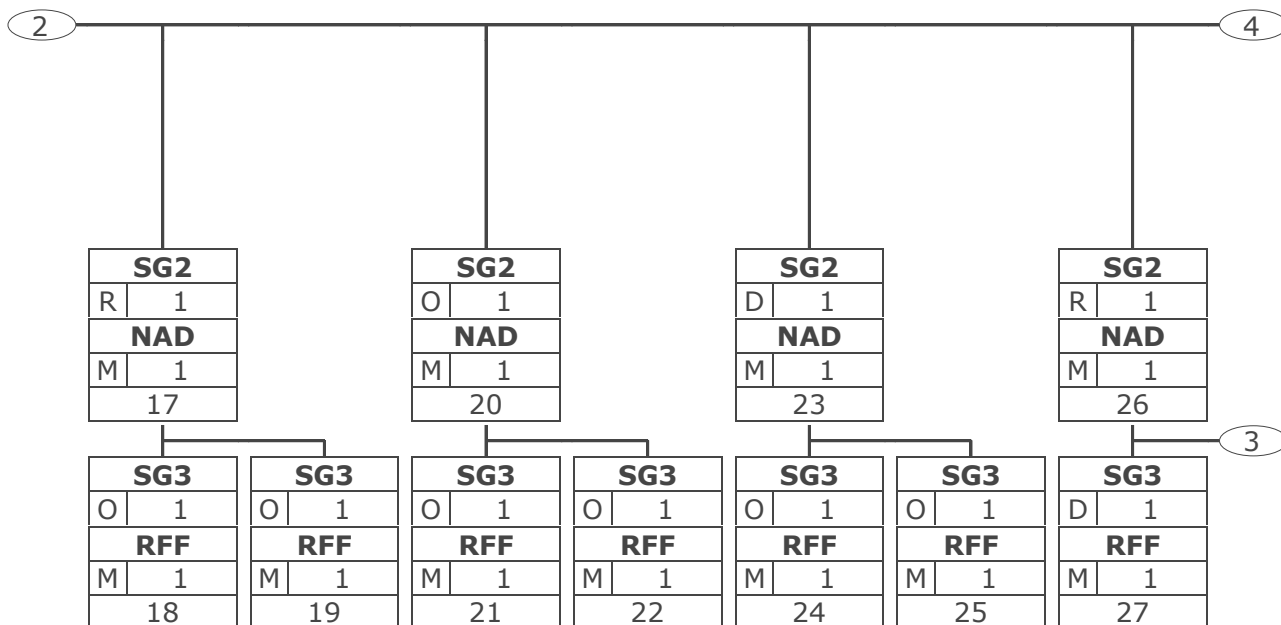 2 4
SG2 SG2 SG2 SG2
R 1 O 1 D 1 R 1
NAD NAD NAD NAD
M 1 M 1 M 1 M 1
17 20 23 26
3
SG3 SG3 SG3 SG3 SG3 SG3 SG3
O 1 O 1 O 1 O 1 O 1 O 1 D 1
RFF RFF RFF RFF RFF RFF RFF
M 1 M 1 M 1 M 1 M 1 M 1 M 1
18 19 21 22 24 25 27